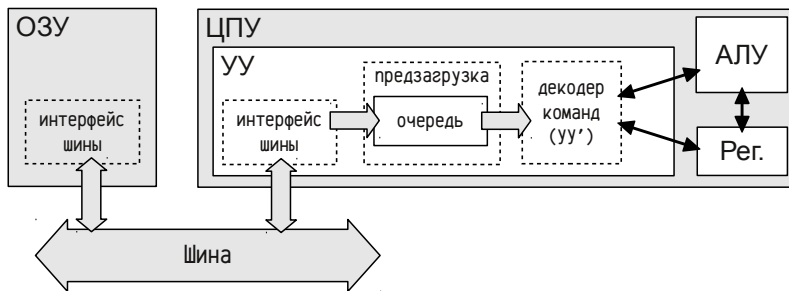 ОЗУ
интерфейс
шины
ЦПУ
УУ
интерфейс
шины
предзагрузка
очередь
декодер
команд
(УУ’)
АЛУ
Рег.
Шина